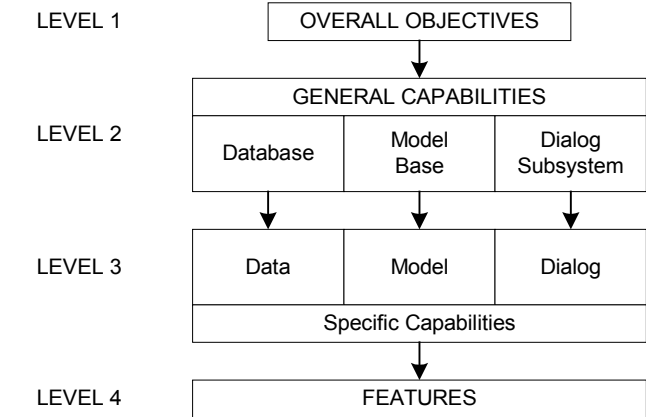 LEVEL 1
OVERALL OBJECTIVES
GENERAL CAPABILITIES
LEVEL 2
Database
Model
Base
Dialog
Subsystem
LEVEL 3
Data
Model
Dialog
Specific Capabilities
LEVEL 4
FEATURES